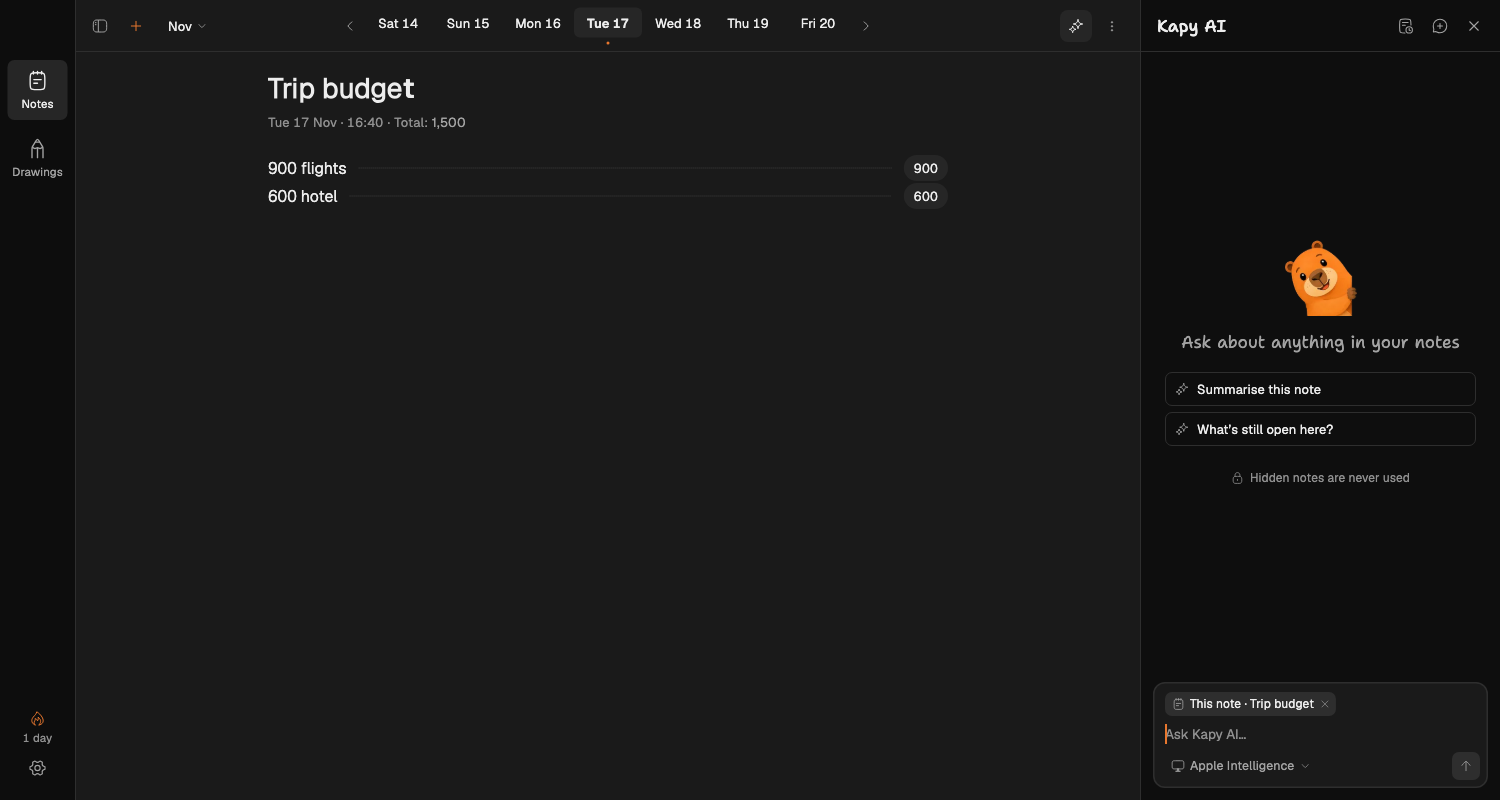 Nov
Sat 14
Sun 15
Mon 16
Tue 17
Wed 18
Thu 19
Fri 20
Kapy AI
Notes
Drawings
Trip budget
Tue 17 Nov · 16:40 · Total: 1,500
900 flights 900
600 hotel 600
Ask about anything in your notes
Summarise this note
What's still open here?
Hidden notes are never used
This note · Trip budget
Ask Kapy AI…
Apple Intelligence
1 day